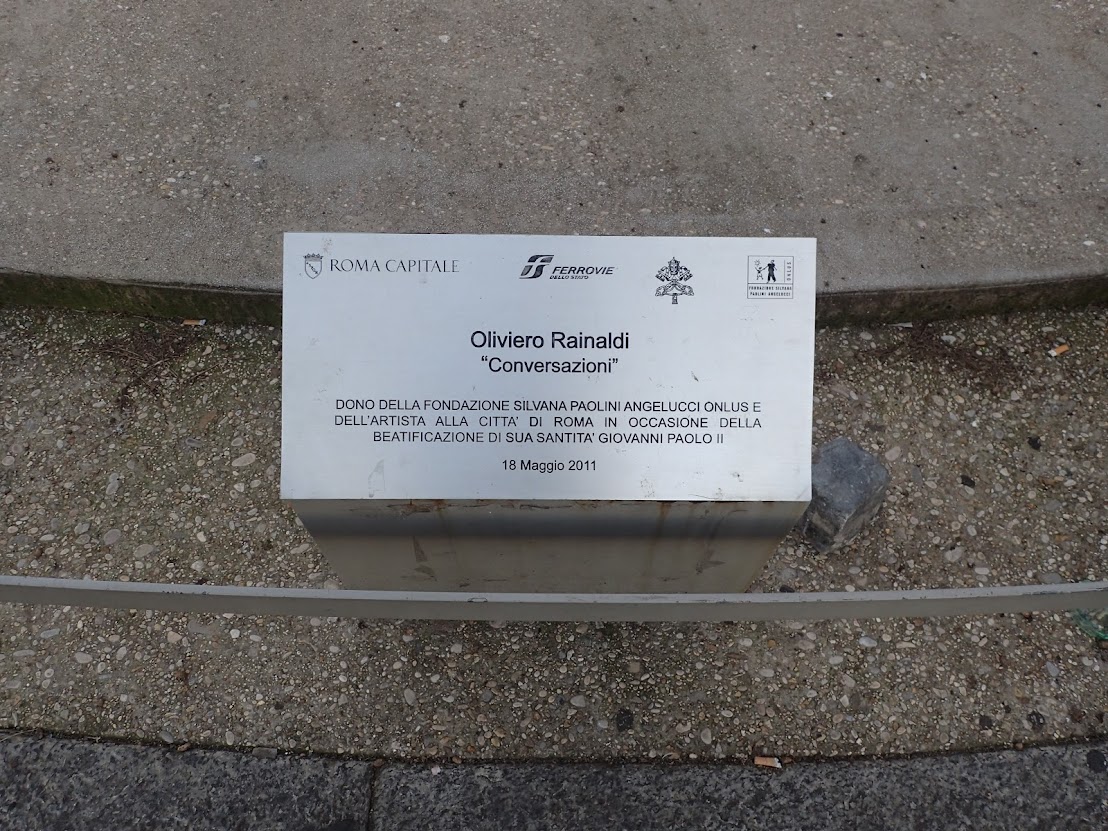 ROMA CAPITALE
FERROVIE
DELLO STATO
ONLUS
FONDAZIONE SILVANA
PAOLINI ANGELUCCI
Oliviero Rainaldi
“Conversazioni”
DONO DELLA FONDAZIONE SILVANA PAOLINI ANGELUCCI ONLUS E
DELL’ARTISTA ALLA CITTA’ DI ROMA IN OCCASIONE DELLA
BEATIFICAZIONE DI SUA SANTITA’ GIOVANNI PAOLO II
18 Maggio 2011